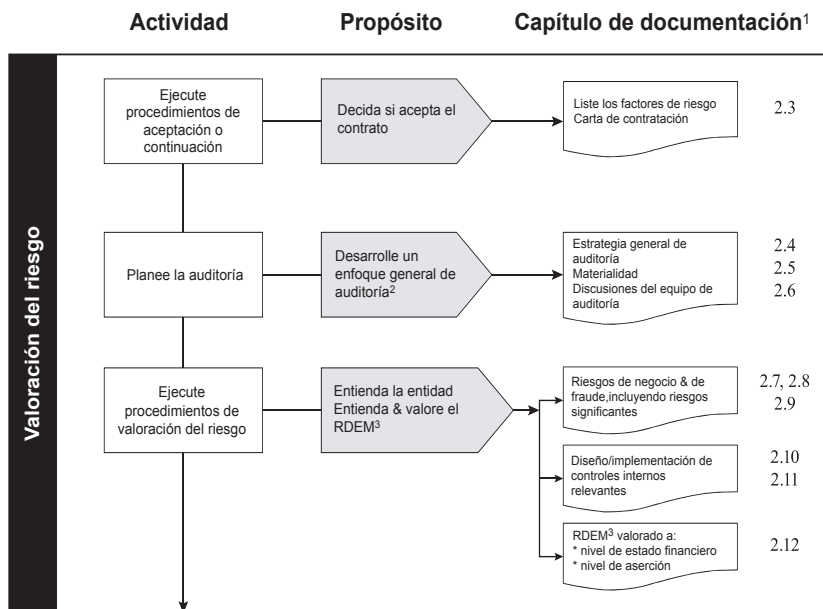 Actividad
Propósito
Capítulo de documentación¹
Valoración del riesgo
Ejecute
procedimientos de
aceptación o
continuación
Decida si acepta el
contrato
Liste los factores de riesgo
Carta de contratación
2.3
Planee la auditoría
Desarrolle un
enfoque general de
auditoría²
Estrategia general de
auditoría
Materialidad
Discusiones del equipo de
auditoría
2.4
2.5
2.6
Ejecute
procedimientos de
valoración del riesgo
Entienda la entidad
Entienda & valore el
RDEM³
Riesgos de negocio & de
fraude,incluyendo riesgos
significantes
2.7, 2.8
2.9
Diseño/implementación de
controles internos
relevantes
2.10
2.11
RDEM³ valorado a:
* nivel de estado financiero
* nivel de aserción
2.12